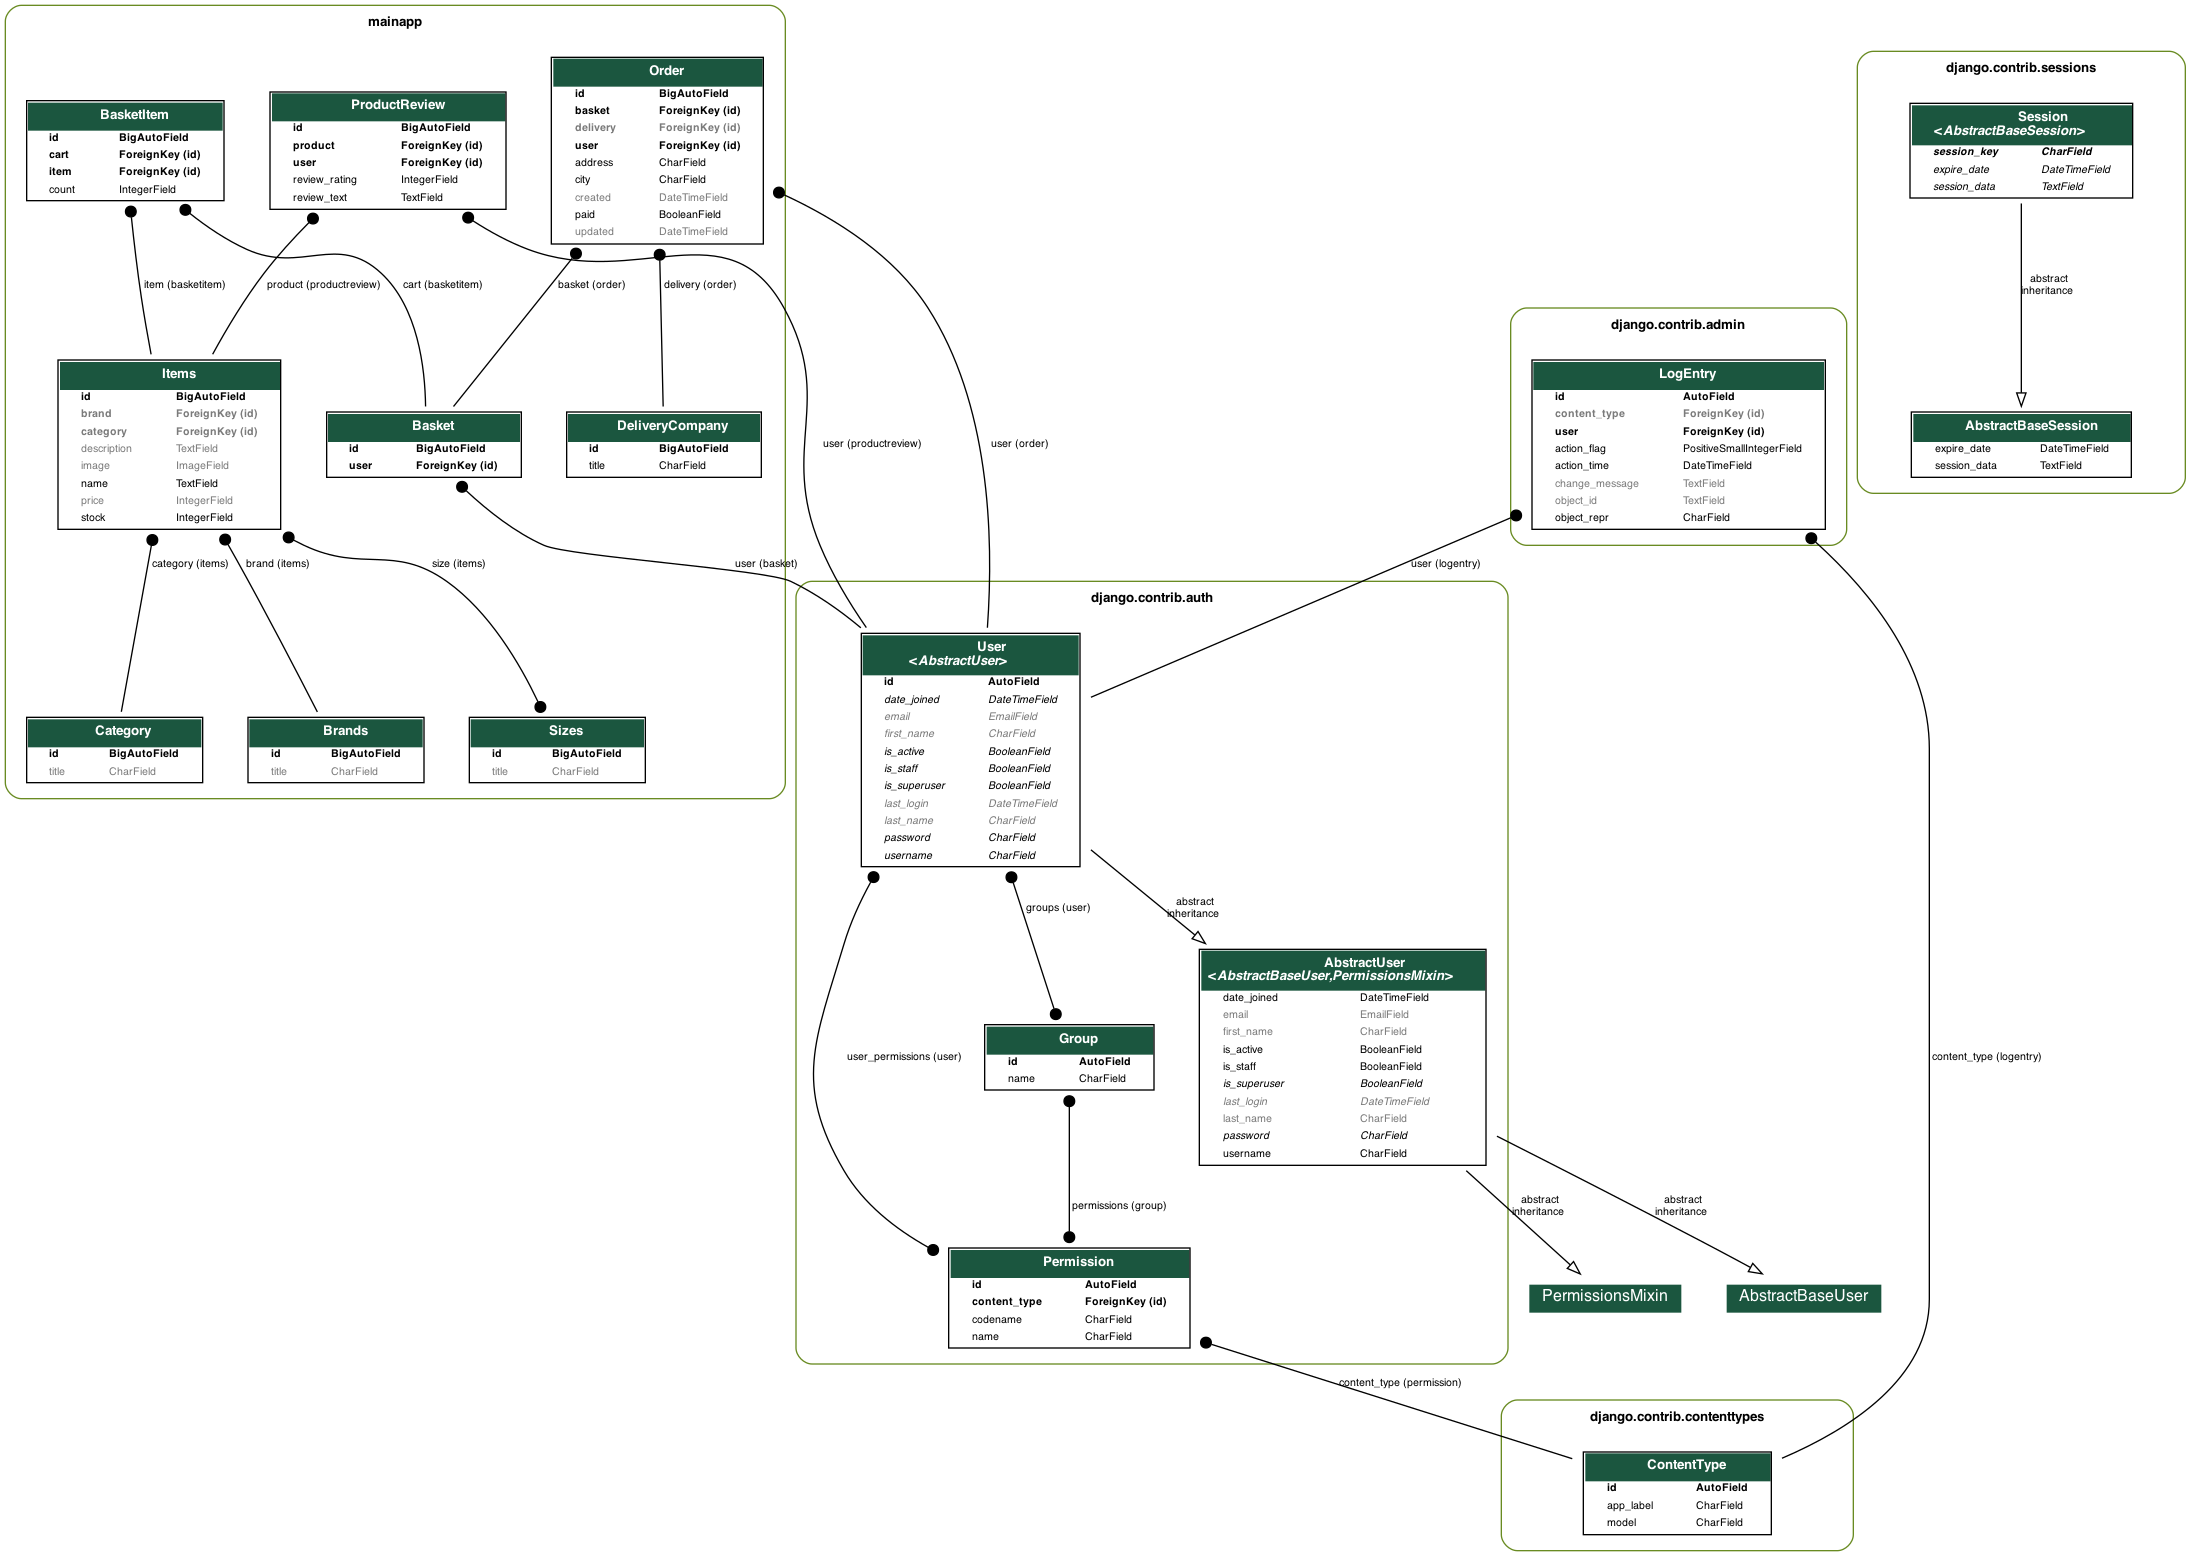 mainapp
BasketItem
id BigAutoField
cart ForeignKey (id)
item ForeignKey (id)
count IntegerField
ProductReview
id BigAutoField
product ForeignKey (id)
user ForeignKey (id)
review_rating IntegerField
review_text TextField
Order
id BigAutoField
basket ForeignKey (id)
delivery ForeignKey (id)
user ForeignKey (id)
address CharField
city CharField
created DateTimeField
paid BooleanField
updated DateTimeField
item (basketitem)
product (productreview)
cart (basketitem)
basket (order)
delivery (order)
Items
id BigAutoField
brand ForeignKey (id)
category ForeignKey (id)
description TextField
image ImageField
name TextField
price IntegerField
stock IntegerField
Basket
id BigAutoField
user ForeignKey (id)
DeliveryCompany
id BigAutoField
title CharField
user (productreview)
user (order)
category (items)
brand (items)
size (items)
user (basket)
Category
id BigAutoField
title CharField
Brands
id BigAutoField
title CharField
Sizes
id BigAutoField
title CharField
django.contrib.sessions
Session
<AbstractBaseSession>
session_key CharField
expire_date DateTimeField
session_data TextField
abstract
inheritance
AbstractBaseSession
expire_date DateTimeField
session_data TextField
django.contrib.admin
LogEntry
id AutoField
content_type ForeignKey (id)
user ForeignKey (id)
action_flag PositiveSmallIntegerField
action_time DateTimeField
change_message TextField
object_id TextField
object_repr CharField
user (logentry)
django.contrib.auth
User
<AbstractUser>
id AutoField
date_joined DateTimeField
email EmailField
first_name CharField
is_active BooleanField
is_staff BooleanField
is_superuser BooleanField
last_login DateTimeField
last_name CharField
password CharField
username CharField
groups (user)
abstract
inheritance
AbstractUser
<AbstractBaseUser,PermissionsMixin>
date_joined DateTimeField
email EmailField
first_name CharField
is_active BooleanField
is_staff BooleanField
is_superuser BooleanField
last_login DateTimeField
last_name CharField
password CharField
username CharField
user_permissions (user)
Group
id AutoField
name CharField
content_type (logentry)
permissions (group)
abstract
inheritance
abstract
inheritance
Permission
id AutoField
content_type ForeignKey (id)
codename CharField
name CharField
PermissionsMixin
AbstractBaseUser
content_type (permission)
django.contrib.contenttypes
ContentType
id AutoField
app_label CharField
model CharField